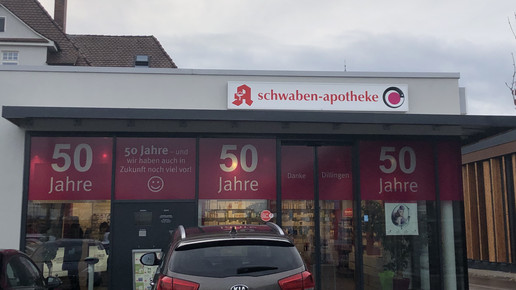 schwaben-apotheke
50
Jahre
50 Jahre – und
wir haben auch in
Zukunft noch viel vor!
50
Jahre
Danke Dillingen
50
Jahre
KIA